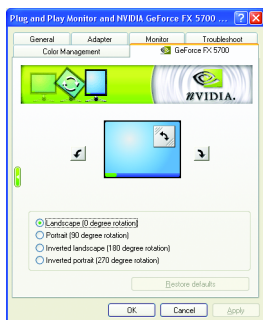 Plug and Play Monitor and NVIDIA GeForce FX 5700 ...
General Adapter Monitor Troubleshoot
Color Management GeForce FX 5700
NVIDIA.
Landscape (0 degree rotation)
Portrait (90 degree rotation)
Inverted landscape (180 degree rotation)
Inverted portrait (270 degree rotation)
Restore defaults
OK Cancel Apply